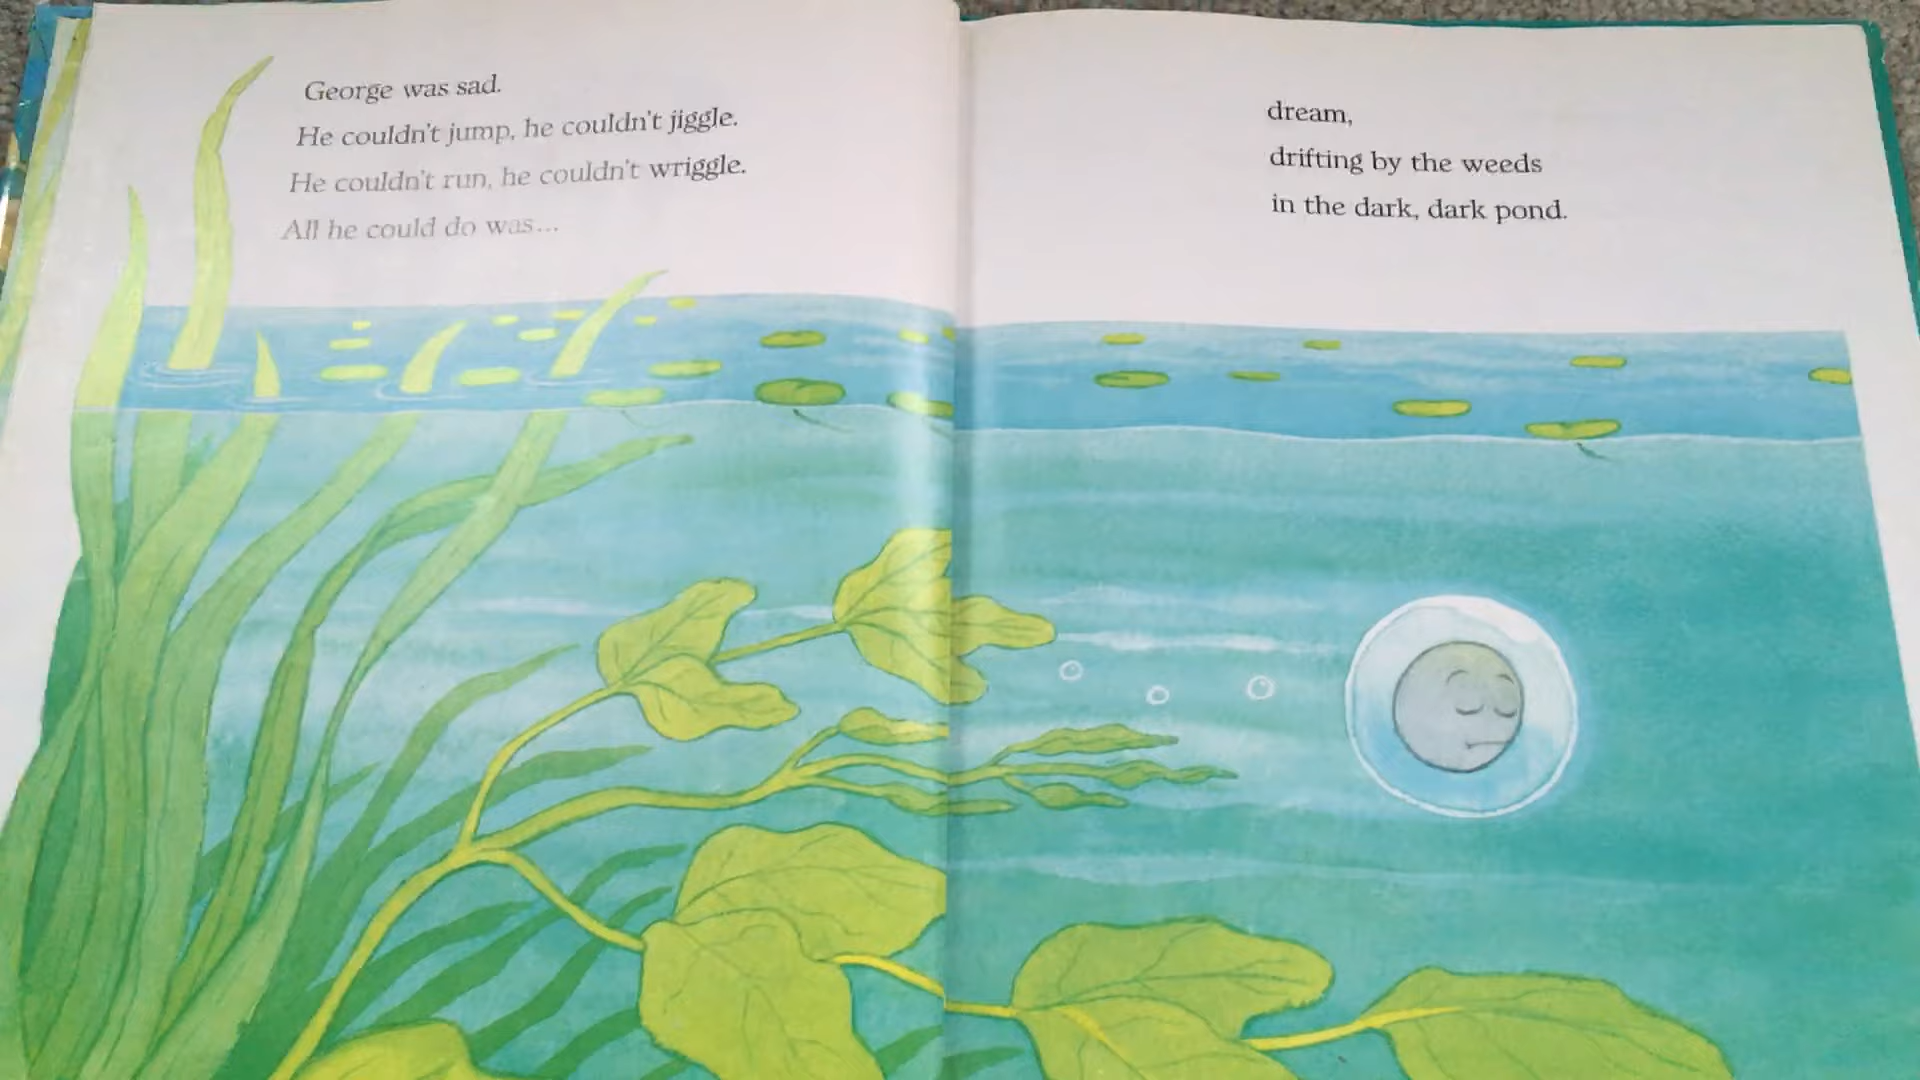 George was sad.
He couldn't jump, he couldn't jiggle.
He couldn't run, he couldn't wriggle.
All he could do was...
dream,
drifting by the weeds
in the dark, dark pond.